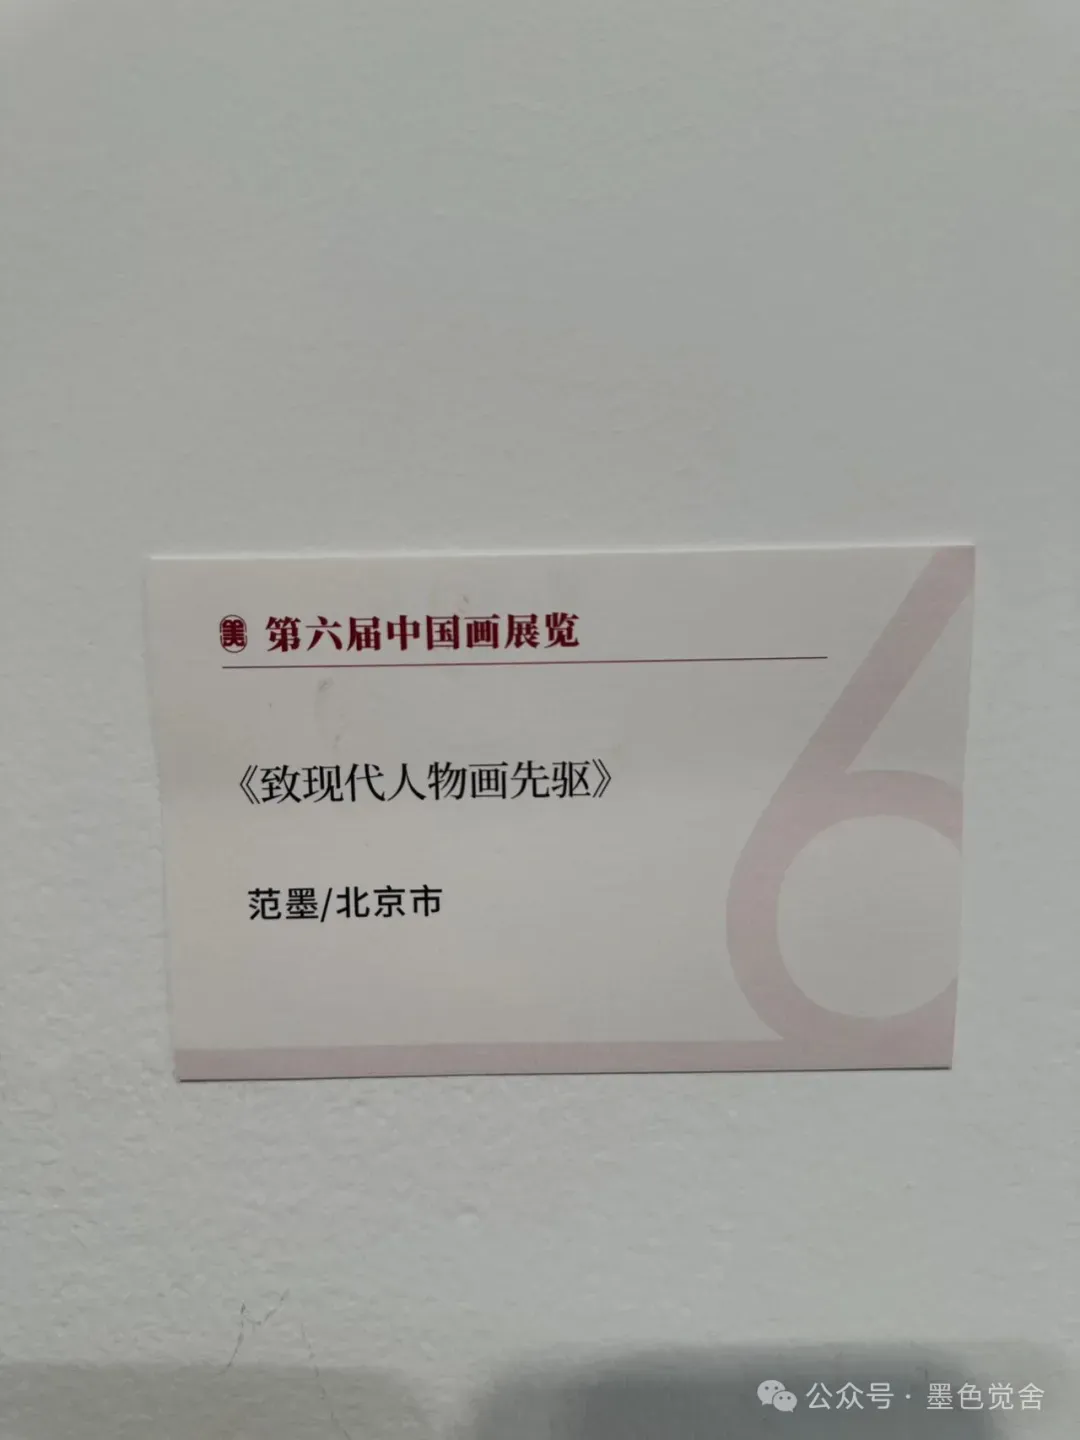 美 第六届中国画展览
《致现代人物画先驱》
范墨/北京市
6
公众号 · 墨色觉舍